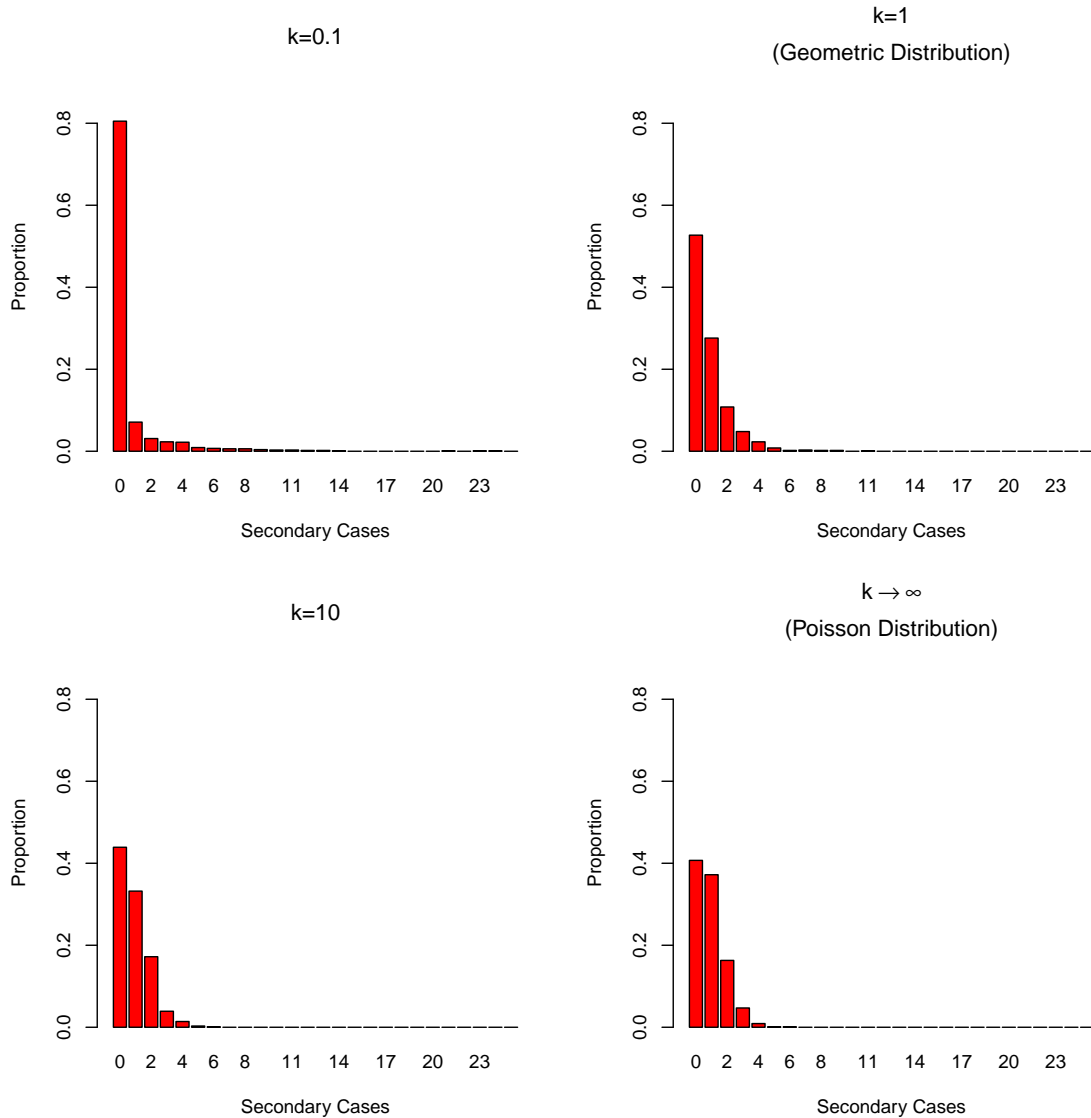 k=0.1
Proportion
0.0 0.2 0.4 0.6 0.8
0 2 4 6 8 11 14 17 20 23
Secondary Cases
k=1
(Geometric Distribution)
Proportion
0.0 0.2 0.4 0.6 0.8
0 2 4 6 8 11 14 17 20 23
Secondary Cases
k=10
Proportion
0.0 0.2 0.4 0.6 0.8
0 2 4 6 8 11 14 17 20 23
Secondary Cases
k → ∞
(Poisson Distribution)
Proportion
0.0 0.2 0.4 0.6 0.8
0 2 4 6 8 11 14 17 20 23
Secondary Cases